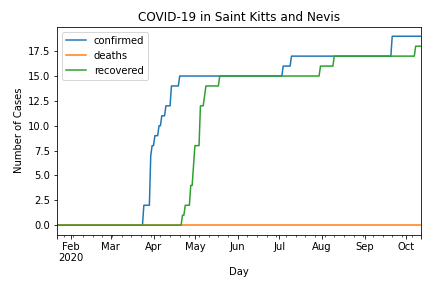 COVID-19 in Saint Kitts and Nevis
confirmed
deaths
recovered
Number of Cases
17.5
15.0
12.5
10.0
7.5
5.0
2.5
0.0
Feb Mar Apr May Jun Jul Aug Sep Oct
2020
Day